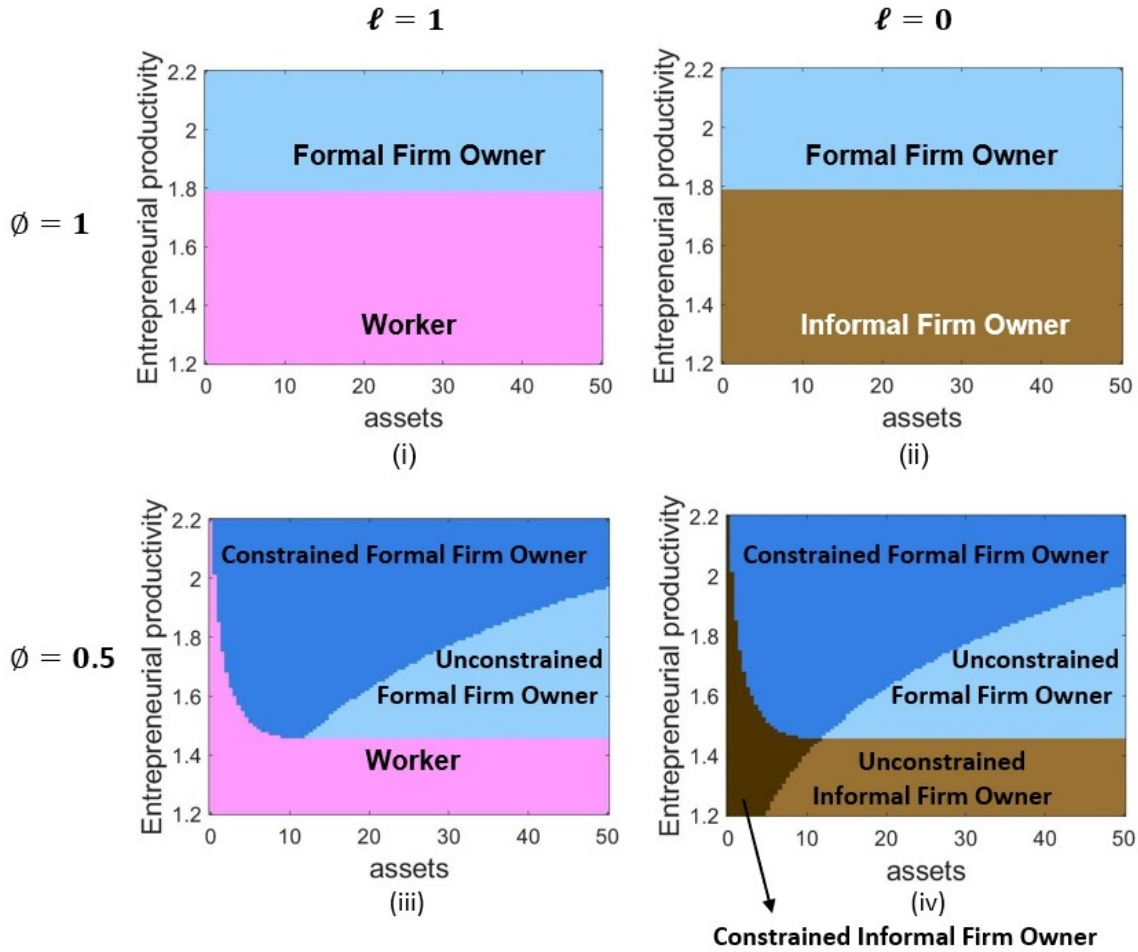 ℓ = 1
ℓ = 0
∅ = 1
Entrepreneurial productivity
2.2
2
1.8
1.6
1.4
1.2
Formal Firm Owner
Worker
0 10 20 30 40 50
assets
(i)
Entrepreneurial productivity
2.2
2
1.8
1.6
1.4
1.2
Formal Firm Owner
Informal Firm Owner
0 10 20 30 40 50
assets
(ii)
∅ = 0.5
Entrepreneurial productivity
2.2
2
1.8
1.6
1.4
1.2
Constrained Formal Firm Owner
Unconstrained
Formal Firm Owner
Worker
0 10 20 30 40 50
assets
(iii)
Entrepreneurial productivity
2.2
2
1.8
1.6
1.4
1.2
Constrained Formal Firm Owner
Unconstrained
Formal Firm Owner
Unconstrained
Informal Firm Owner
0 10 20 30 40 50
assets
(iv)
Constrained Informal Firm Owner